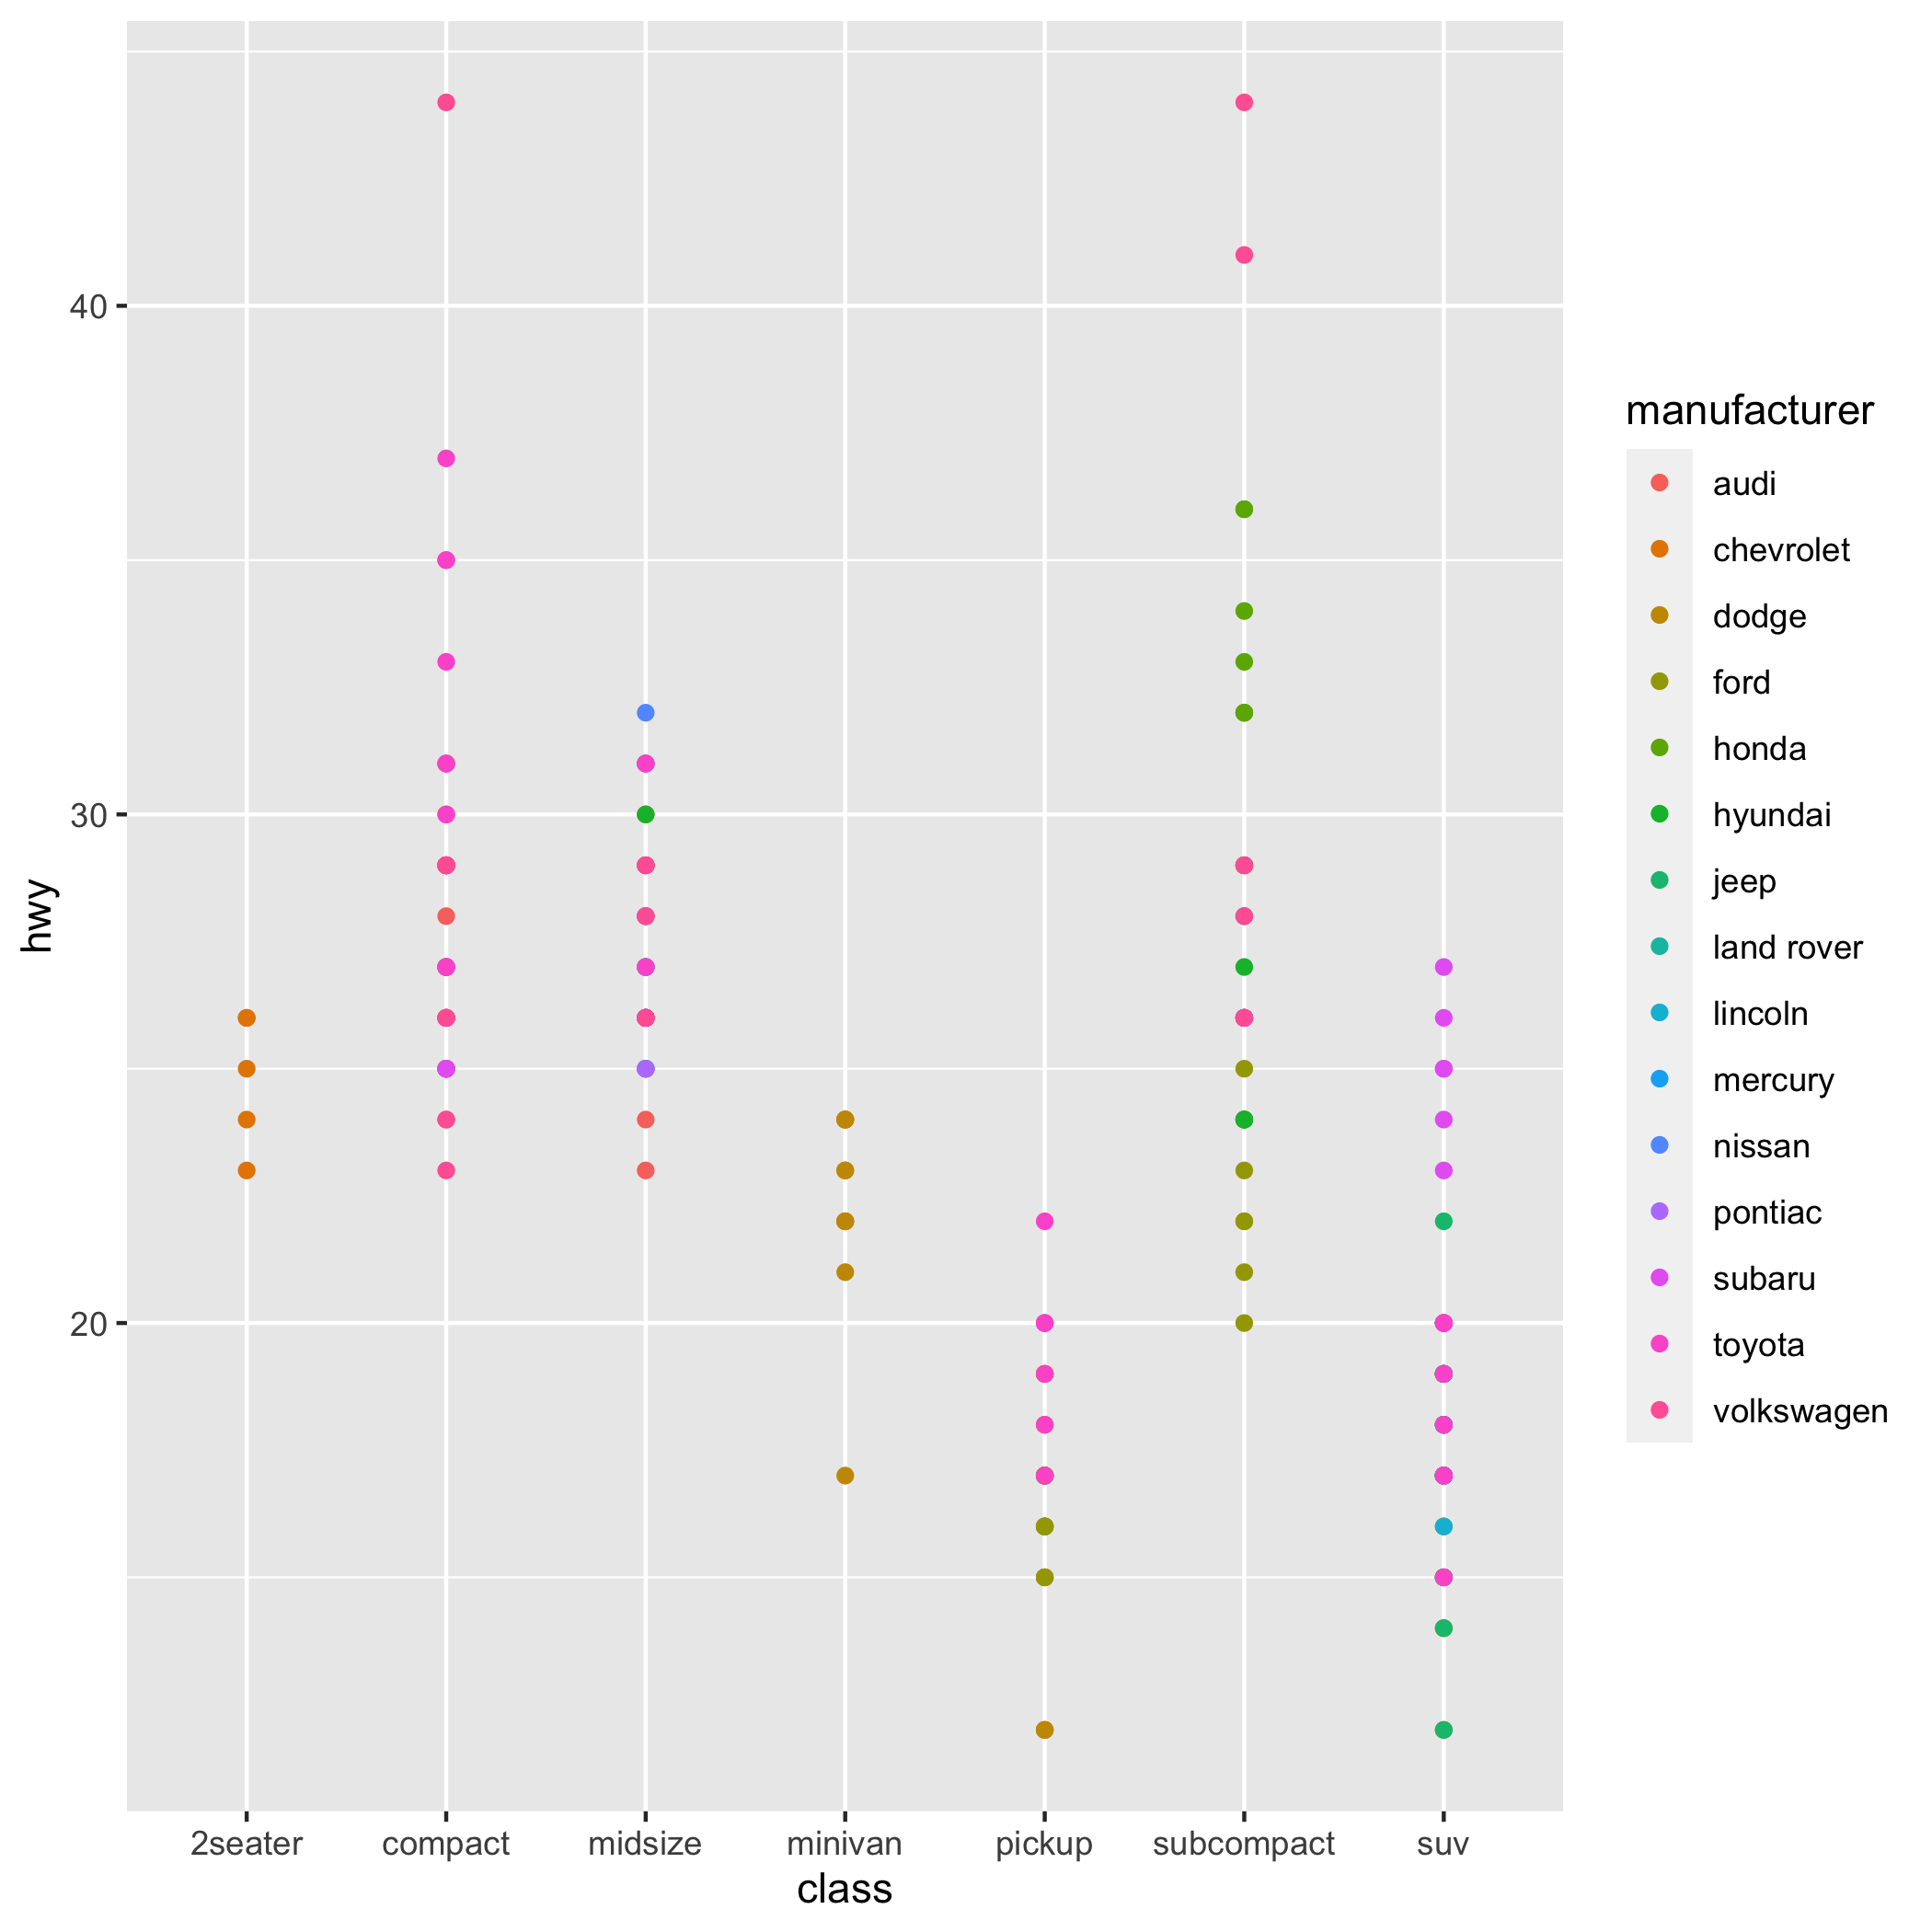 40
30
20
hwy
2seater
compact
midsize
minivan
pickup
subcompact
suv
class
manufacturer
audi
chevrolet
dodge
ford
honda
hyundai
jeep
land rover
lincoln
mercury
nissan
pontiac
subaru
toyota
volkswagen